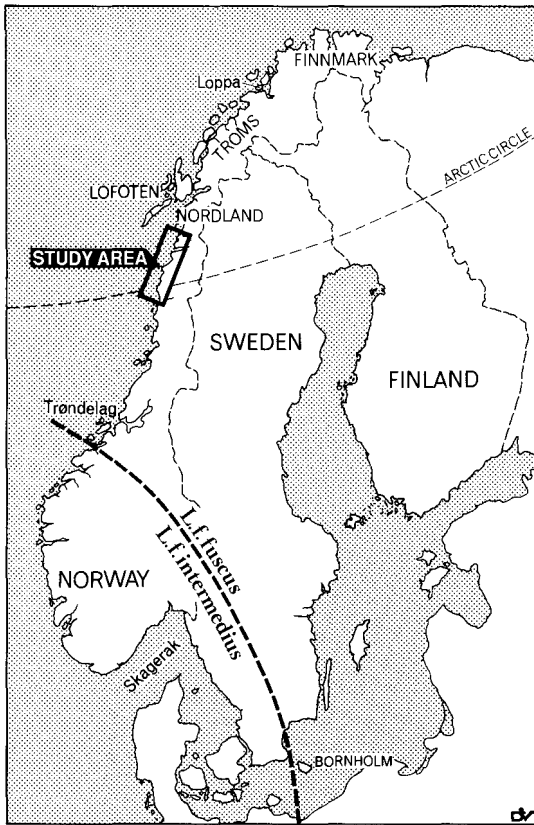 FINNMARK
Loppa
TROMS
ARCTIC CIRCLE
LOFOTEN
NORDLAND
STUDY AREA
SWEDEN
FINLAND
Trøndelag
L.f.fuscus
L.f.intermedius
NORWAY
Skagerak
BORNHOLM